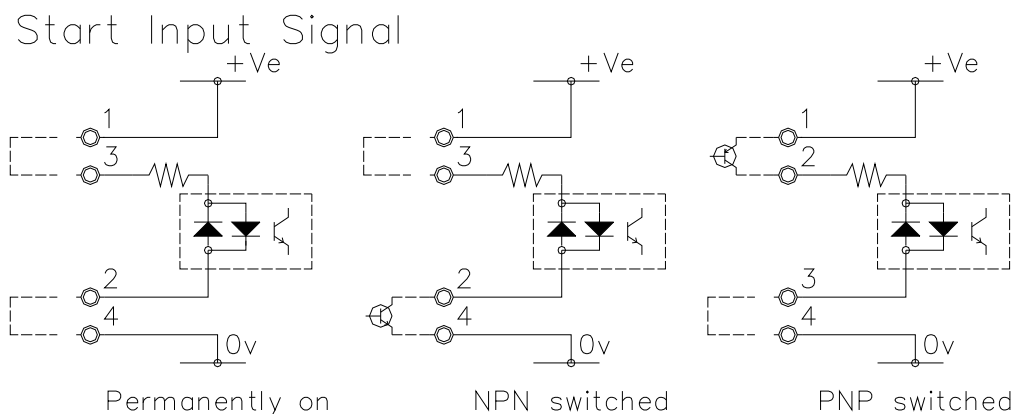 Start Input Signal
+Ve +Ve +Ve
1 1 1
3 3 2
2 2 3
4 4 4
0v 0v 0v
Permanently on NPN switched PNP switched